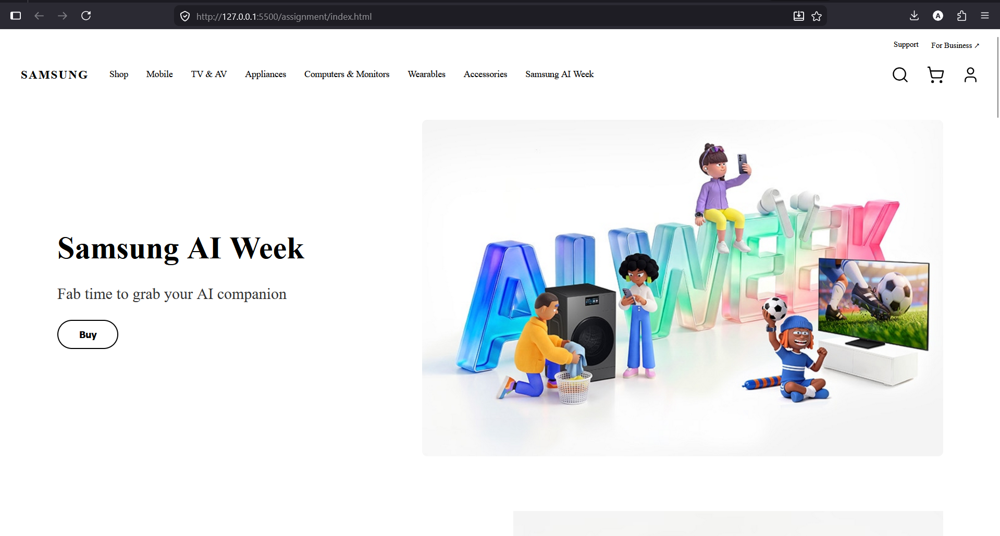 http://127.0.0.1:5500/assignment/index.html
A
Support For Business ↗
SAMSUNG Shop Mobile TV & AV Appliances Computers & Monitors Wearables Accessories Samsung AI Week
AI WEEK
Samsung AI Week
Fab time to grab your AI companion
Buy